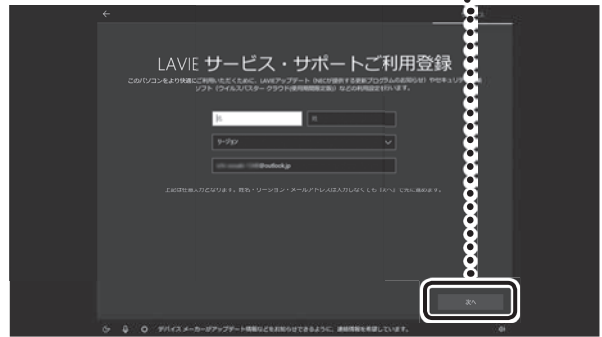 LAVIE サービス・サポートご利用登録
このパソコンをより快適にご利用いただくために、LAVIEアップデート（NECが提供する更新プログラムのお知らせ）やセキュリティ
ソフト（ウイルスバスター クラウド(使用期間限定版)）などの利用設定を行います。
姓
名
リージョン
@outlook.jp
上記は任意入力となります。姓名・リージョン・メールアドレスは入力しなくても［次へ］で先に進めます。
次へ
デバイス メーカーがアップデート情報などをお知らせできるように、連絡情報を希望しています。